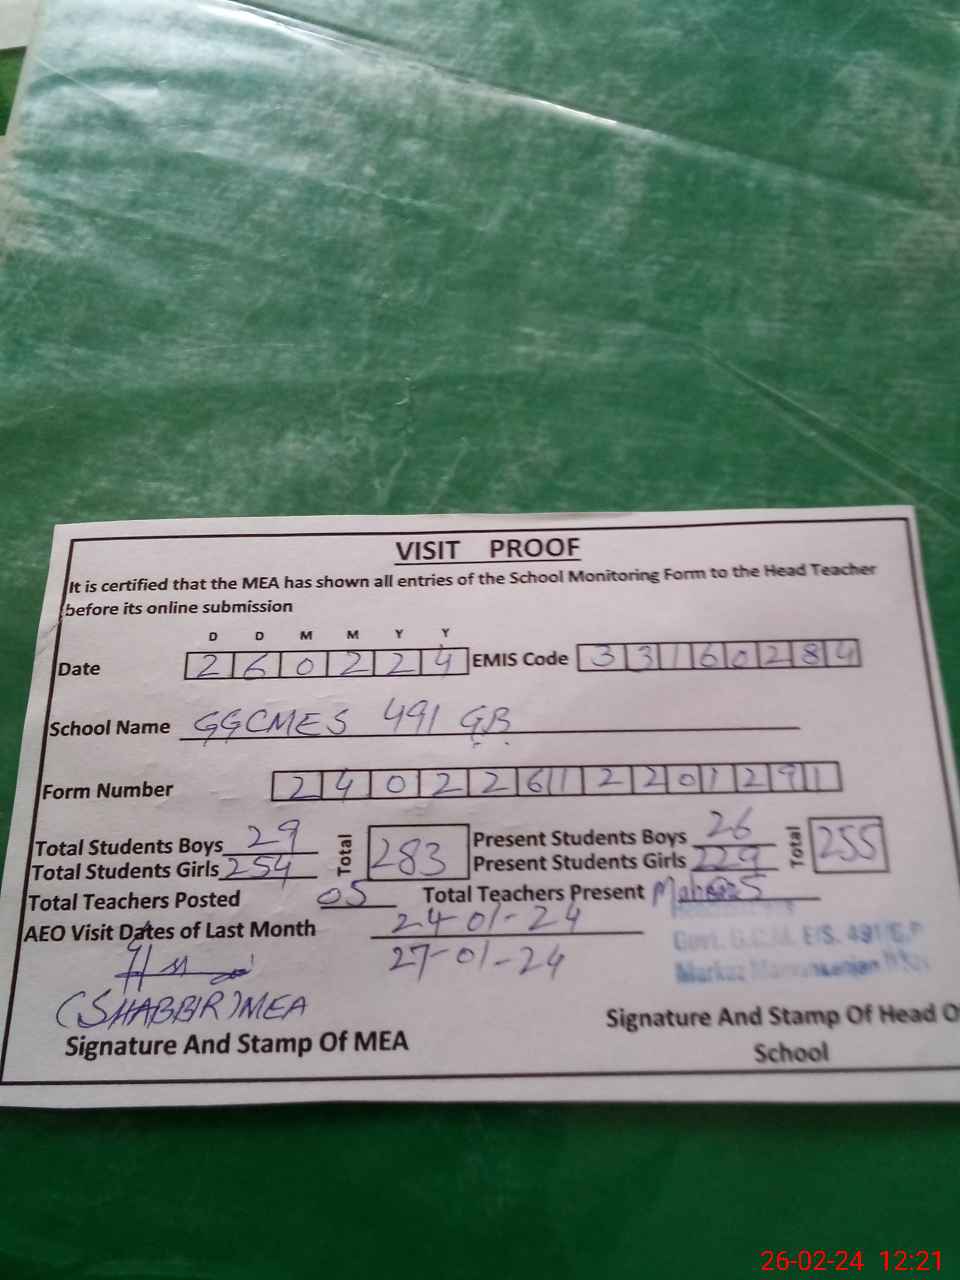 VISIT PROOF
It is certified that the MEA has shown all entries of the School Monitoring Form to the Head Teacher
before its online submission
D D M M Y Y
Date 2 6 0 2 2 4 EMIS Code 3 3 1 6 0 2 8 4
School Name GGCMES 491 GB
Form Number 2 4 0 2 2 6 1 2 2 0 1 2 9 1
Total Students Boys 29 Total 283 Present Students Boys 26 Total 255
Total Students Girls 254 Present Students Girls 229
Total Teachers Posted 05 Total Teachers Present 05
AEO Visit Dates of Last Month 24-01-24
27-01-24
Govt. G.C.M. E/S. 491/G.B
Markaz
(SHABBIR) MEA
Signature And Stamp Of MEA
Signature And Stamp Of Head O
School
26-02-24 12:21